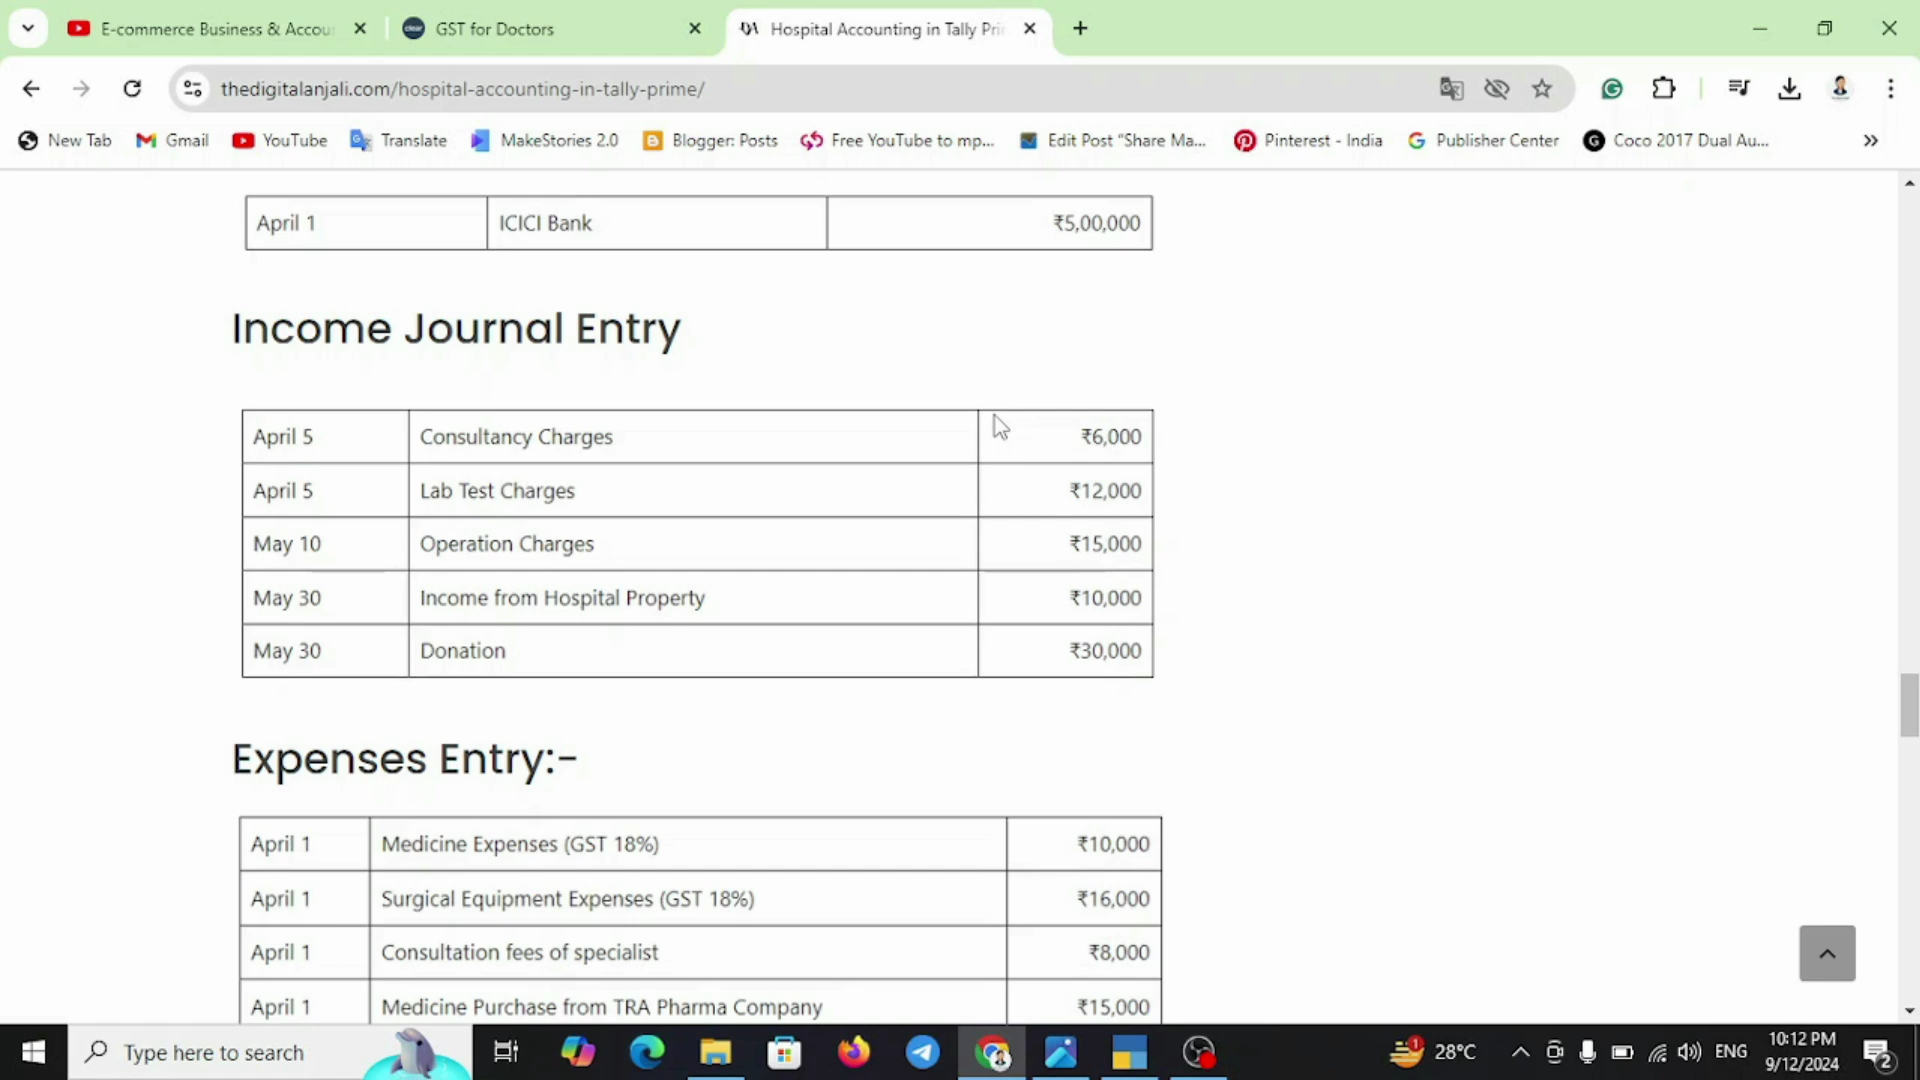 E-commerce Business & Accou
GST for Doctors
Hospital Accounting in Tally Pri
thedigitalanjali.com/hospital-accounting-in-tally-prime/
New Tab
Gmail
YouTube
Translate
MakeStories 2.0
Blogger: Posts
Free YouTube to mp...
Edit Post “Share Ma...
Pinterest - India
Publisher Center
Coco 2017 Dual Au...
April 1 ICICI Bank ₹5,00,000
Income Journal Entry
April 5 Consultancy Charges ₹6,000
April 5 Lab Test Charges ₹12,000
May 10 Operation Charges ₹15,000
May 30 Income from Hospital Property ₹10,000
May 30 Donation ₹30,000
Expenses Entry:-
April 1 Medicine Expenses (GST 18%) ₹10,000
April 1 Surgical Equipment Expenses (GST 18%) ₹16,000
April 1 Consultation fees of specialist ₹8,000
April 1 Medicine Purchase from TRA Pharma Company ₹15,000
Type here to search
28°C
ENG
10:12 PM
9/12/2024
2